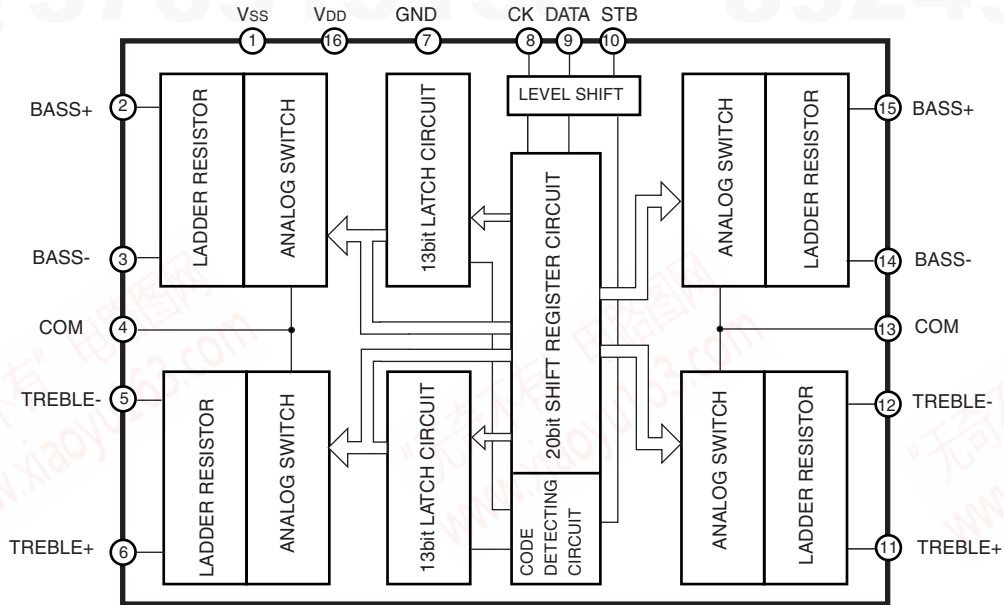 VSS VDD GND CK DATA STB
1 16 7 8 9 10
LEVEL SHIFT
BASS+
2
BASS-
3
COM
4
TREBLE-
5
TREBLE+
6
LADDER RESISTOR
ANALOG SWITCH
13bit LATCH CIRCUIT
20bit SHIFT REGISTER CIRCUIT
ANALOG SWITCH
LADDER RESISTOR
LADDER RESISTOR
ANALOG SWITCH
13bit LATCH CIRCUIT
CODE
DETECTING
CIRCUIT
ANALOG SWITCH
LADDER RESISTOR
15
BASS+
14
BASS-
13
COM
12
TREBLE-
11
TREBLE+